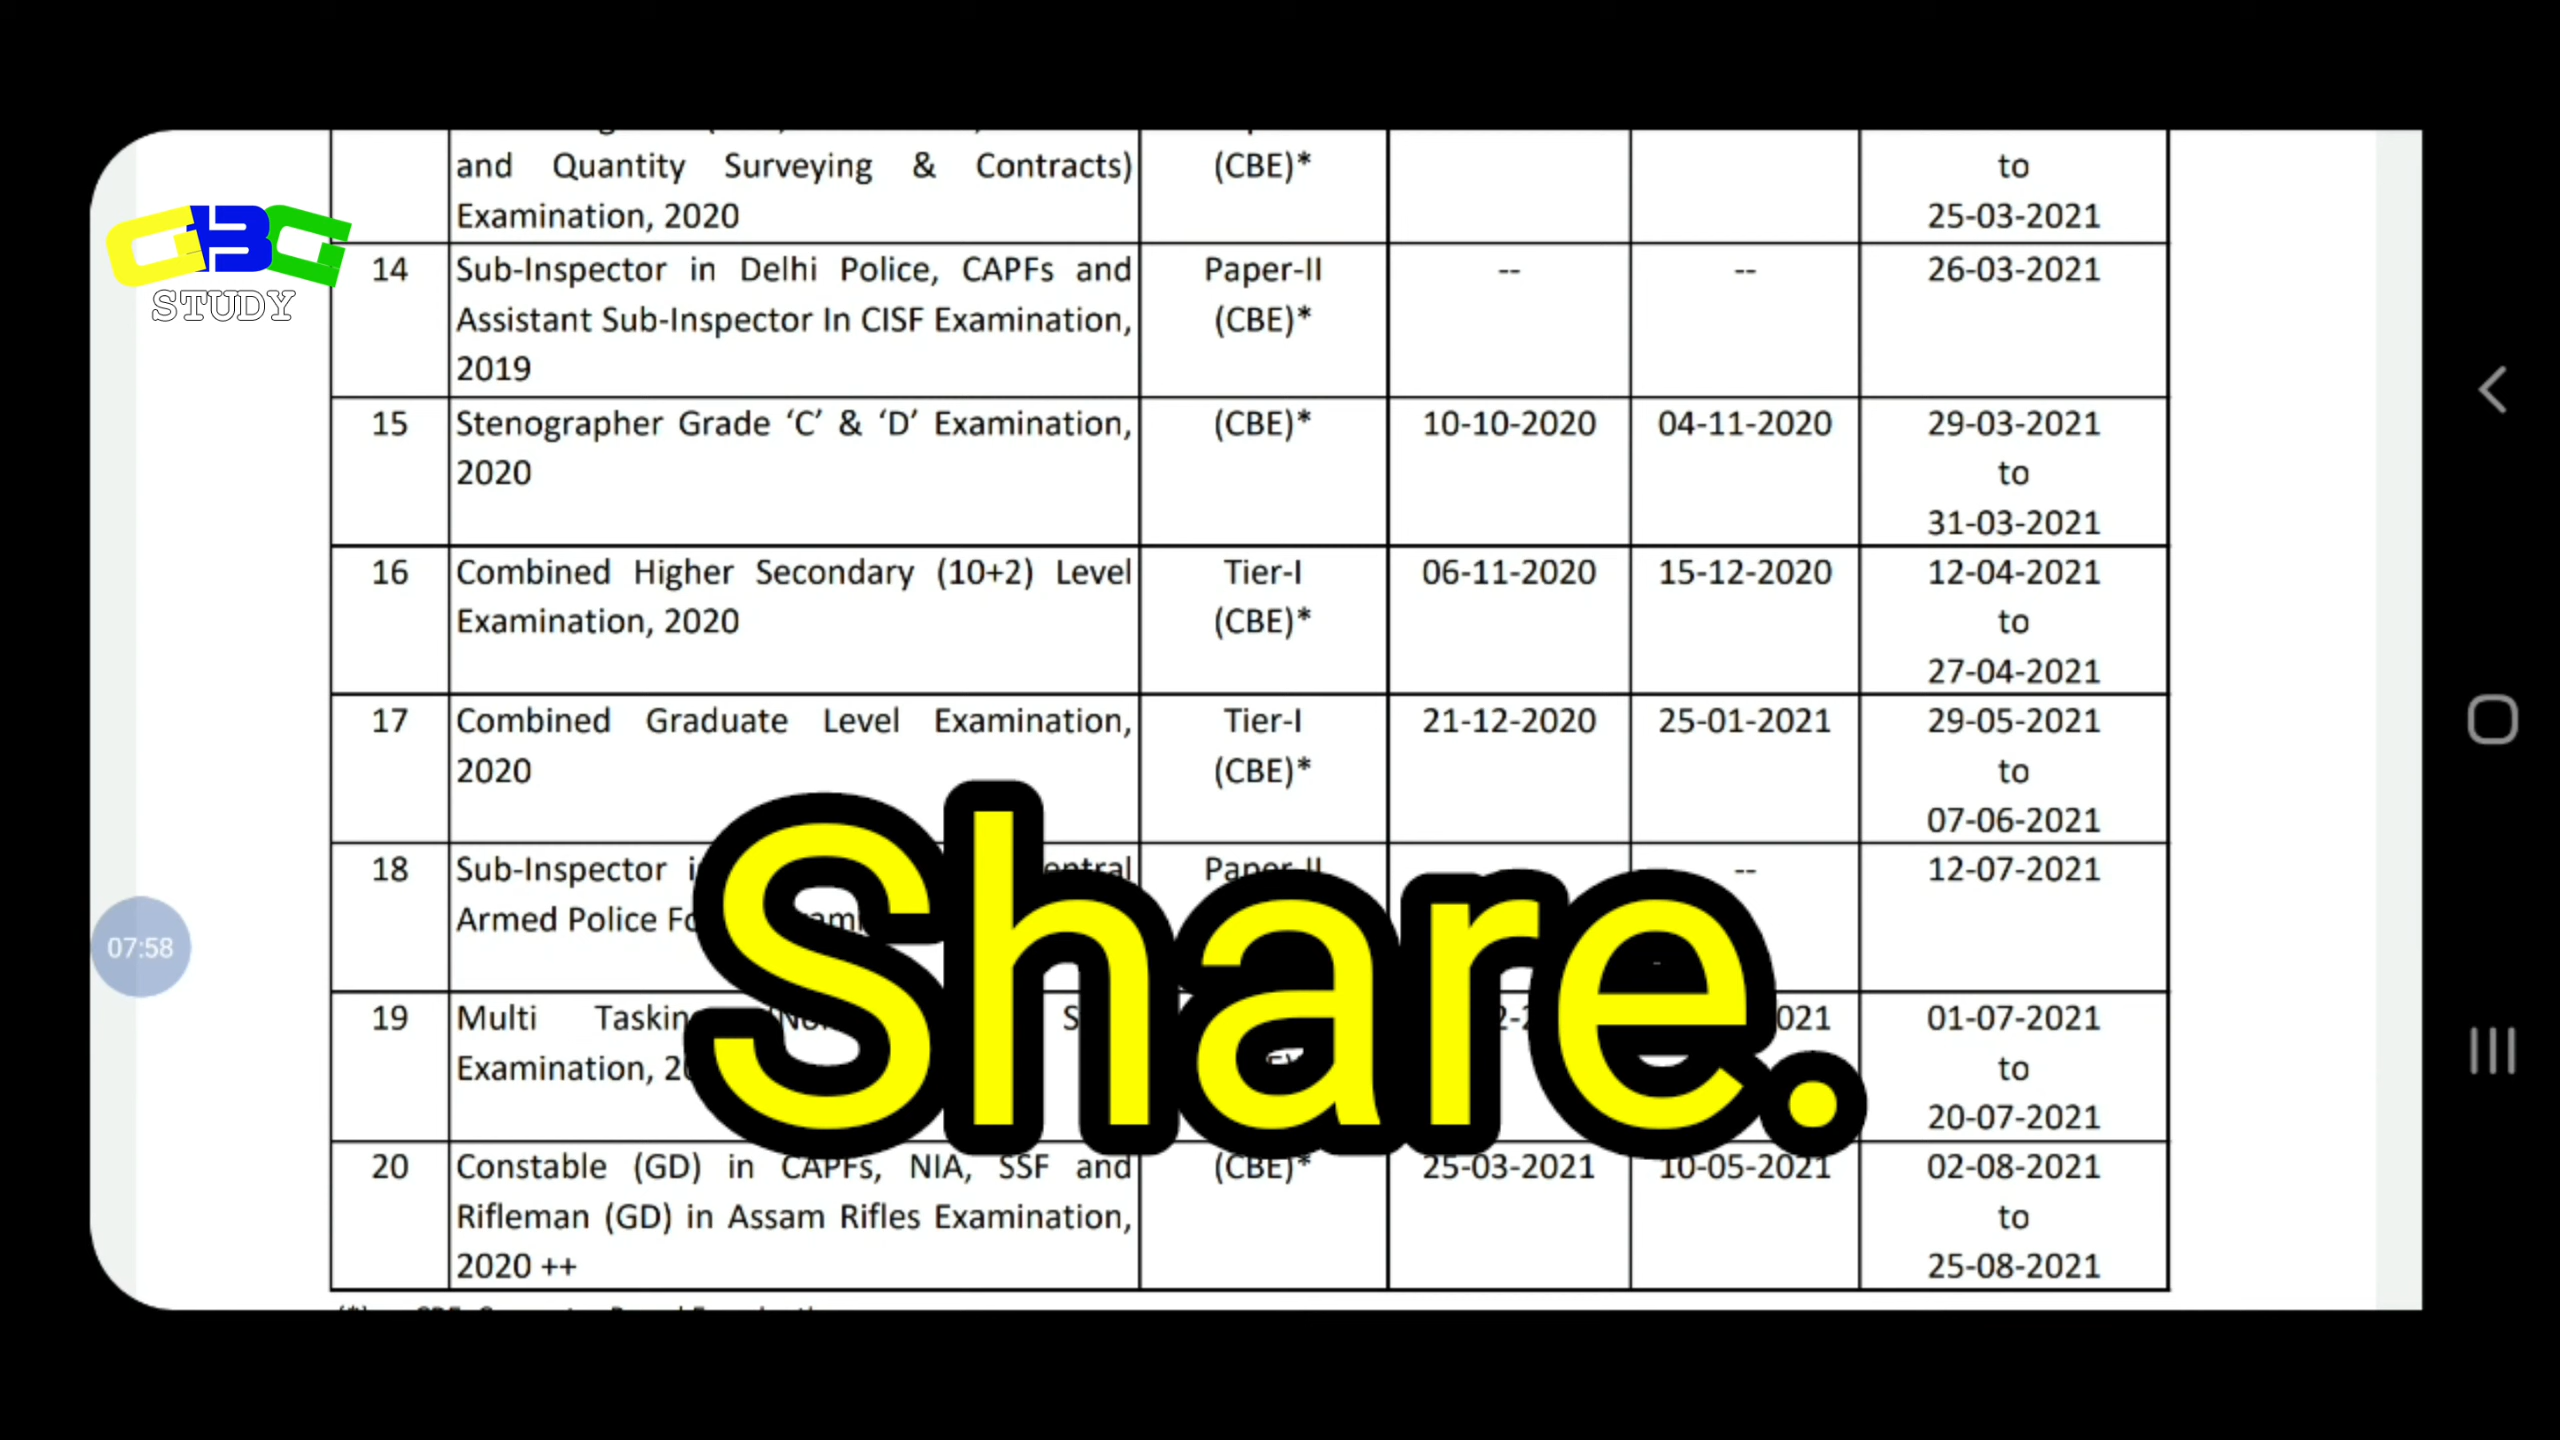 and Quantity Surveying & Contracts) (CBE)* to
Examination, 2020 25-03-2021
CBC
STUDY
14 Sub-Inspector in Delhi Police, CAPFs and Paper-II -- -- 26-03-2021
Assistant Sub-Inspector In CISF Examination, (CBE)*
2019
15 Stenographer Grade ‘C’ & ‘D’ Examination, (CBE)* 10-10-2020 04-11-2020 29-03-2021
2020 to
31-03-2021
16 Combined Higher Secondary (10+2) Level Tier-I 06-11-2020 15-12-2020 12-04-2021
Examination, 2020 (CBE)* to
27-04-2021
17 Combined Graduate Level Examination, Tier-I 21-12-2020 25-01-2021 29-05-2021
2020 (CBE)* to
07-06-2021
18 Sub-Inspector Paper-II -- 12-07-2021
Armed Police
19 Multi 01-07-2021
Examination, to
20-07-2021
Share.
07:58
20 Constable (GD) in CAPFs, NIA, SSF and (CBE)* 25-03-2021 10-05-2021 02-08-2021
Rifleman (GD) in Assam Rifles Examination, to
2020 ++ 25-08-2021